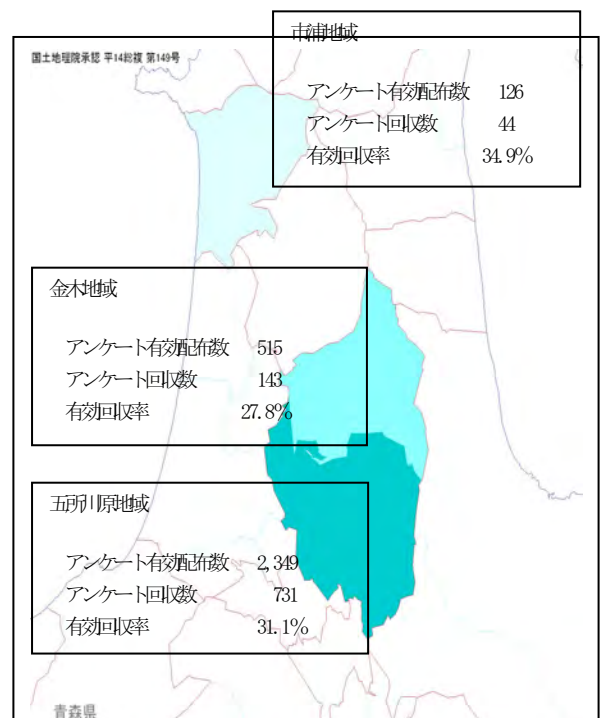 市浦地域
国土地理院承認 平14総複 第149号
アンケート有効配布数 126
アンケート回収数 44
有効回収率 34.9%
金木地域
アンケート有効配布数 515
アンケート回収数 143
有効回収率 27.8%
五所川原地域
アンケート有効配布数 2,349
アンケート回収数 731
有効回収率 31.1%
青森県